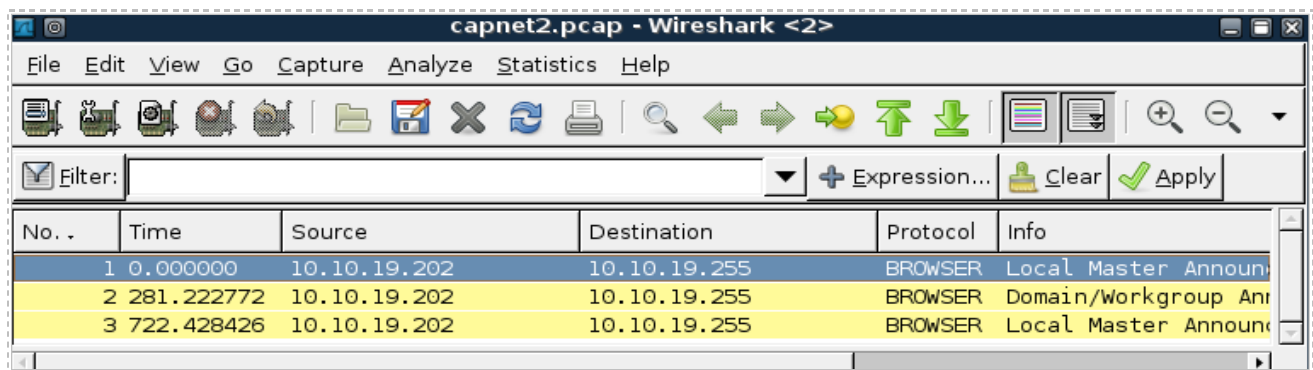 capnet2.pcap - Wireshark <2>
File Edit View Go Capture Analyze Statistics Help
Filter: Expression... Clear Apply
No. . Time Source Destination Protocol Info
1 0.000000 10.10.19.202 10.10.19.255 BROWSER Local Master
2 281.222772 10.10.19.202 10.10.19.255 BROWSER Domain/Workgroup
3 722.428426 10.10.19.202 10.10.19.255 BROWSER Local Master